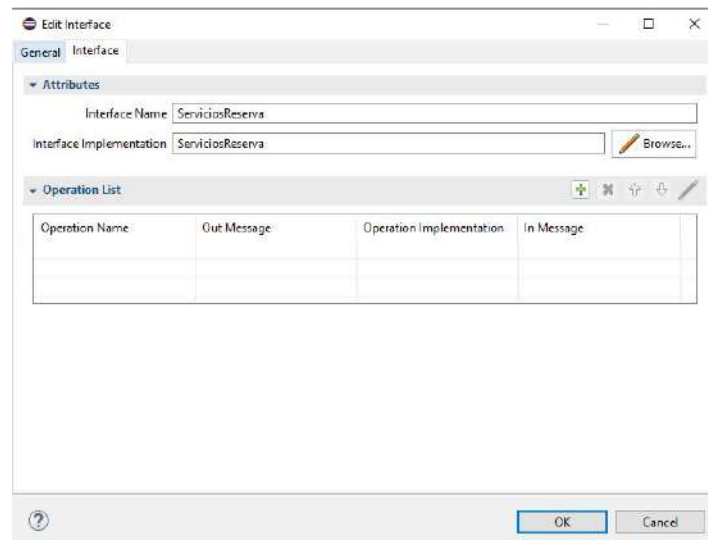 Edit Interface
General Interface
Attributes
Interface Name ServiciosReserva
Interface Implementation ServiciosReserva Browse...
Operation List
Operation Name Out Message Operation Implementation In Message
OK Cancel